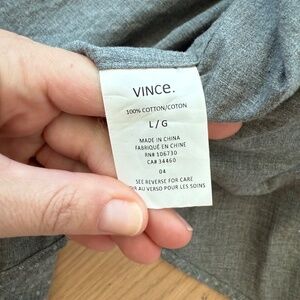 VINCE.
100% COTTON/COTON
L/G
MADE IN CHINA
FABRIQUÉ EN CHINE
RN# 106730
CA# 34460
04
SEE REVERSE FOR CARE
AU VERSO POUR LES SOINS